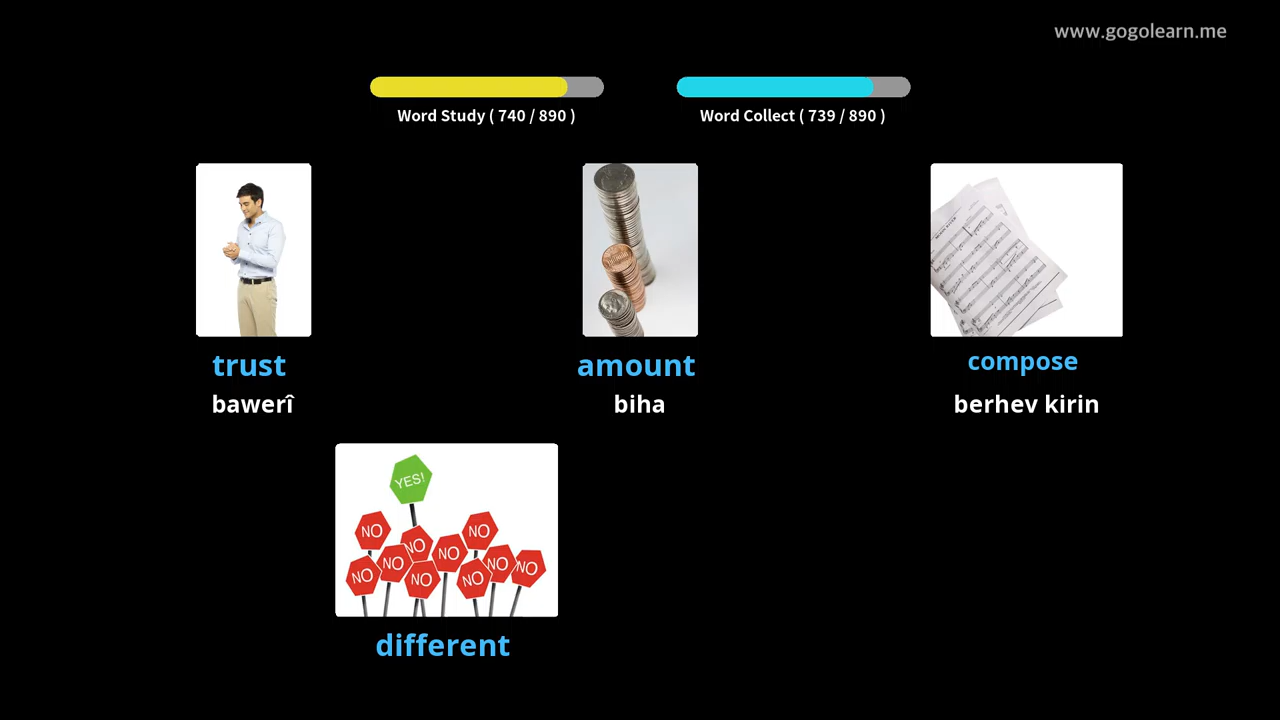 www.gogolearn.me
Word Study ( 740 / 890 )
Word Collect ( 739 / 890 )
trust
bawerî
amount
biha
compose
berhev kirin
YES!
NO
NO
NO
NO
NO
NO
NO
NO
NO
NO
different